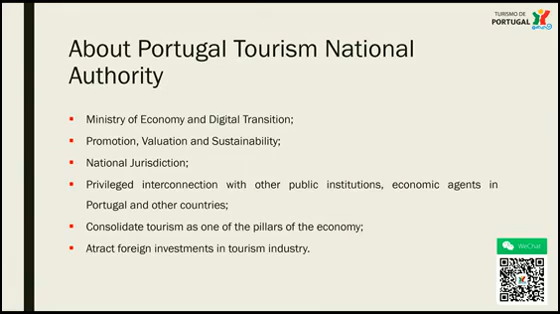 TURISMO DE
PORTUGAL
About Portugal Tourism National
Authority
Ministry of Economy and Digital Transition;
Promotion, Valuation and Sustainability;
National Jurisdiction;
Privileged interconnection with other public institutions, economic agents in
Portugal and other countries;
Consolidate tourism as one of the pillars of the economy;
Atract foreign investments in tourism industry.
WeChat